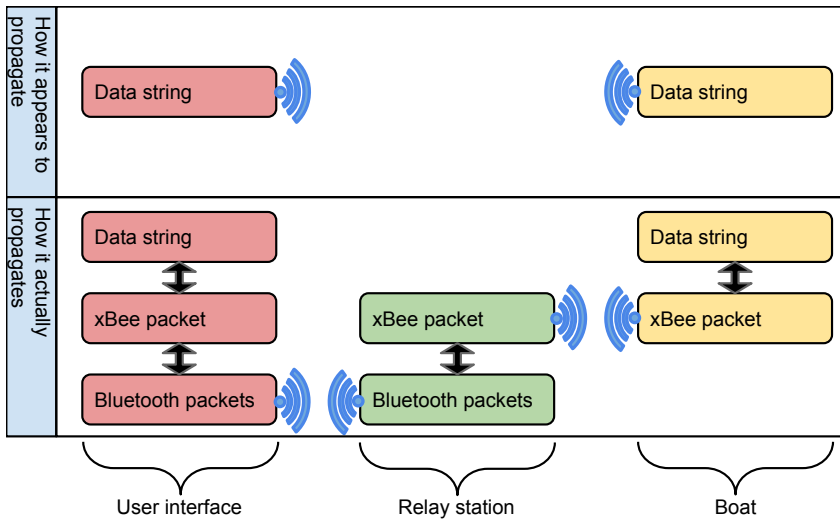 How it appears to
propagate
Data string
Data string
How it actually
propagates
Data string
Data string
xBee packet
xBee packet
xBee packet
Bluetooth packets
Bluetooth packets
User interface
Relay station
Boat